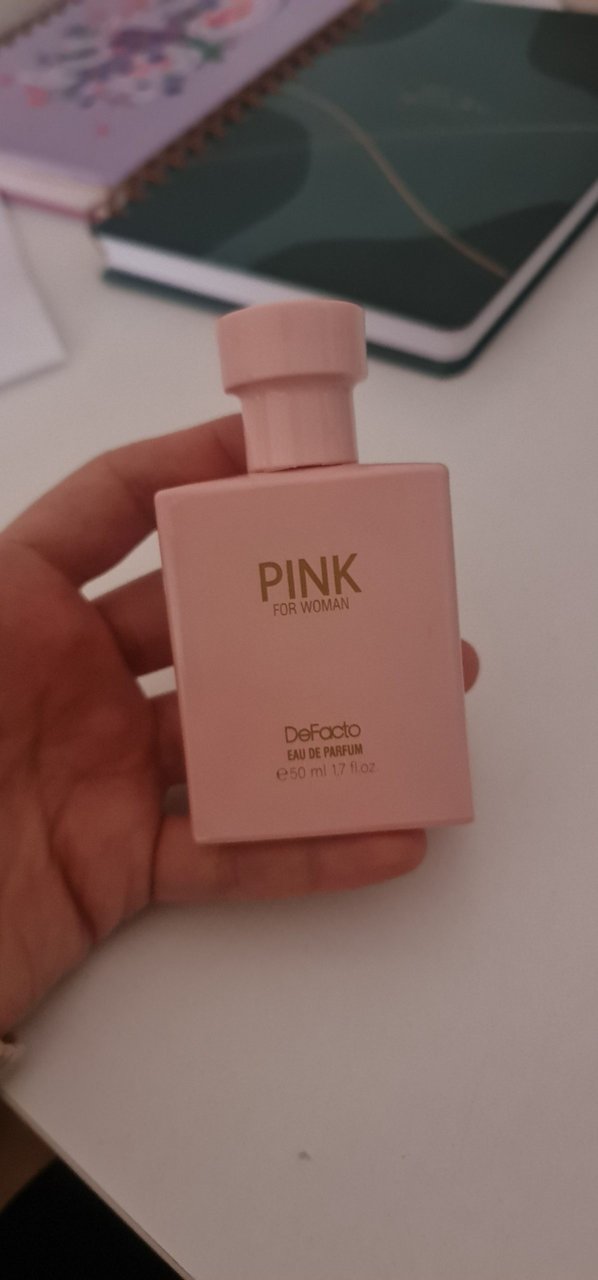 PINK
FOR WOMAN
DeFacto
EAU DE PARFUM
℮50 ml 1.7 fl.oz.